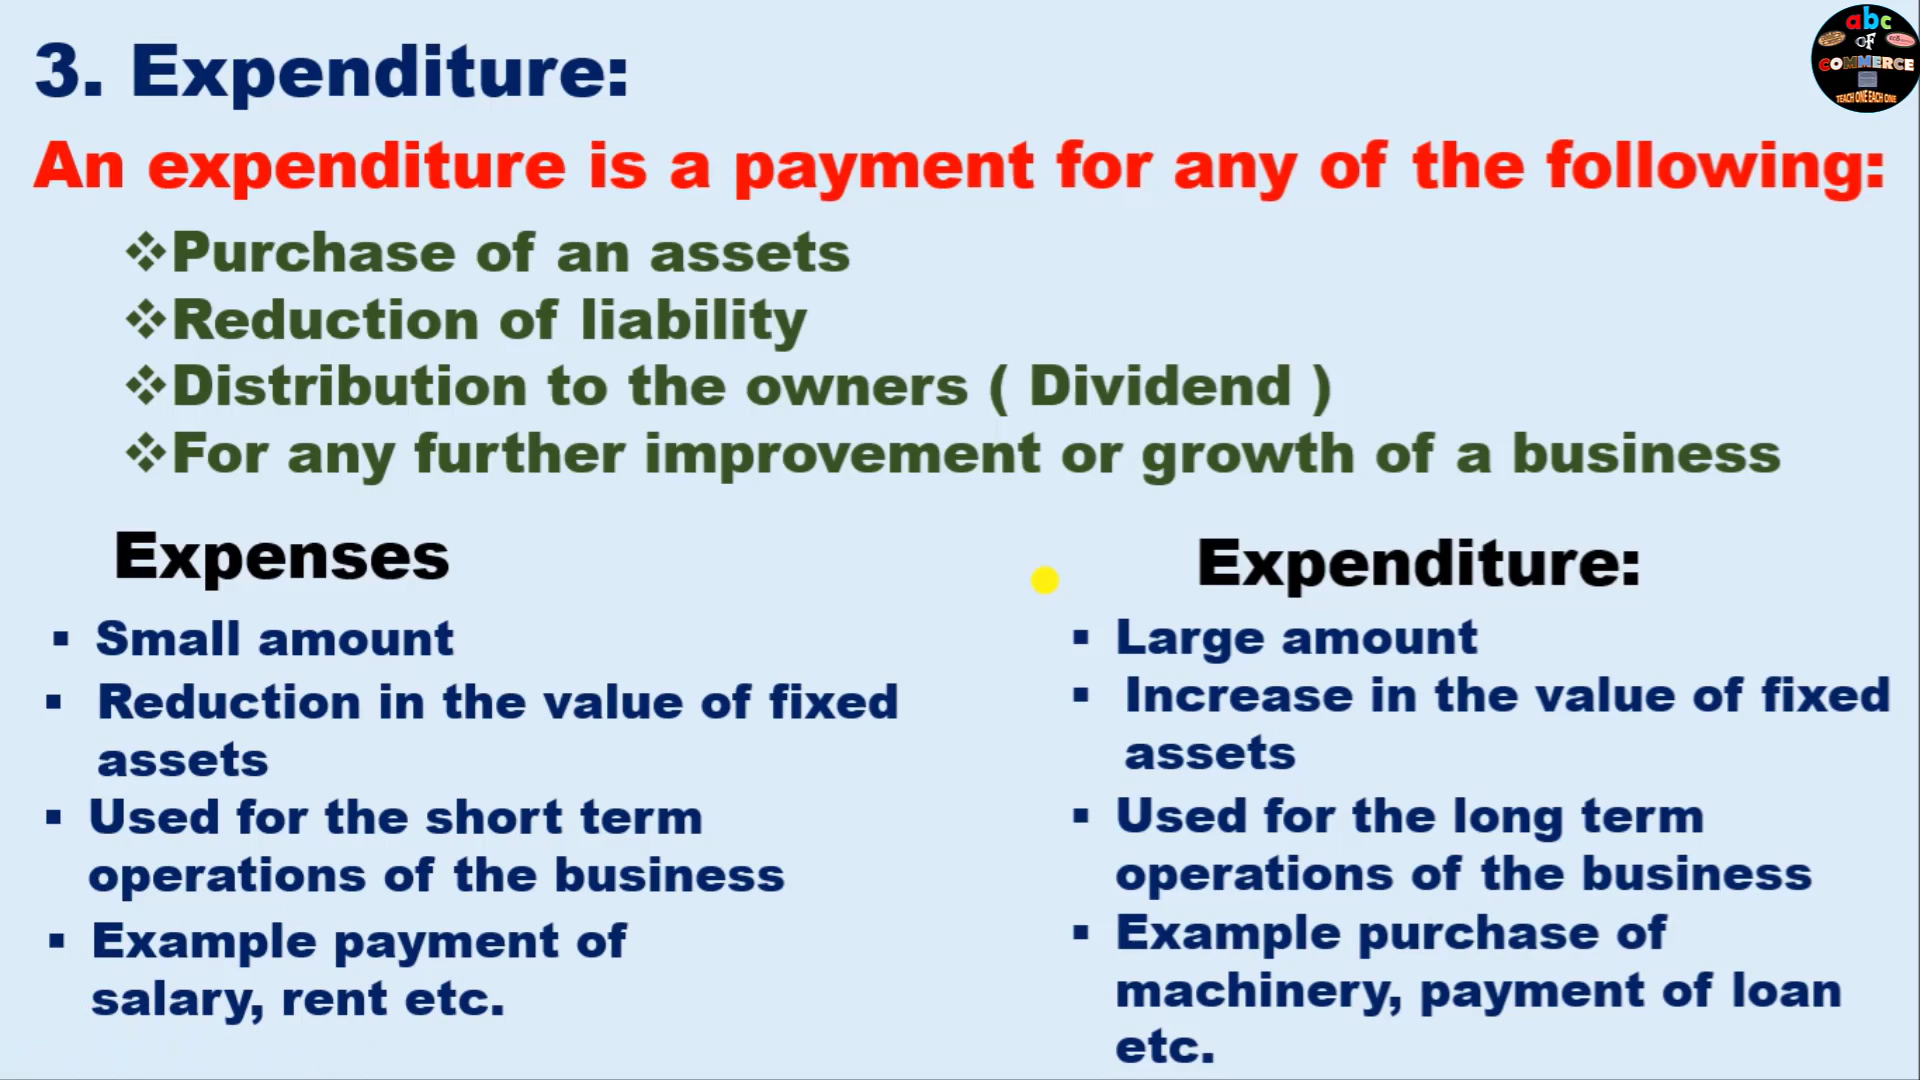 abc
OF
COMMERCE
TEACH ONE EACH ONE
3. Expenditure:
An expenditure is a payment for any of the following:
❖Purchase of an assets
❖Reduction of liability
❖Distribution to the owners ( Dividend )
❖For any further improvement or growth of a business
Expenses
▪ Small amount
▪ Reduction in the value of fixed
assets
▪ Used for the short term
operations of the business
▪ Example payment of
salary, rent etc.
Expenditure:
▪ Large amount
▪ Increase in the value of fixed
assets
▪ Used for the long term
operations of the business
▪ Example purchase of
machinery, payment of loan
etc.